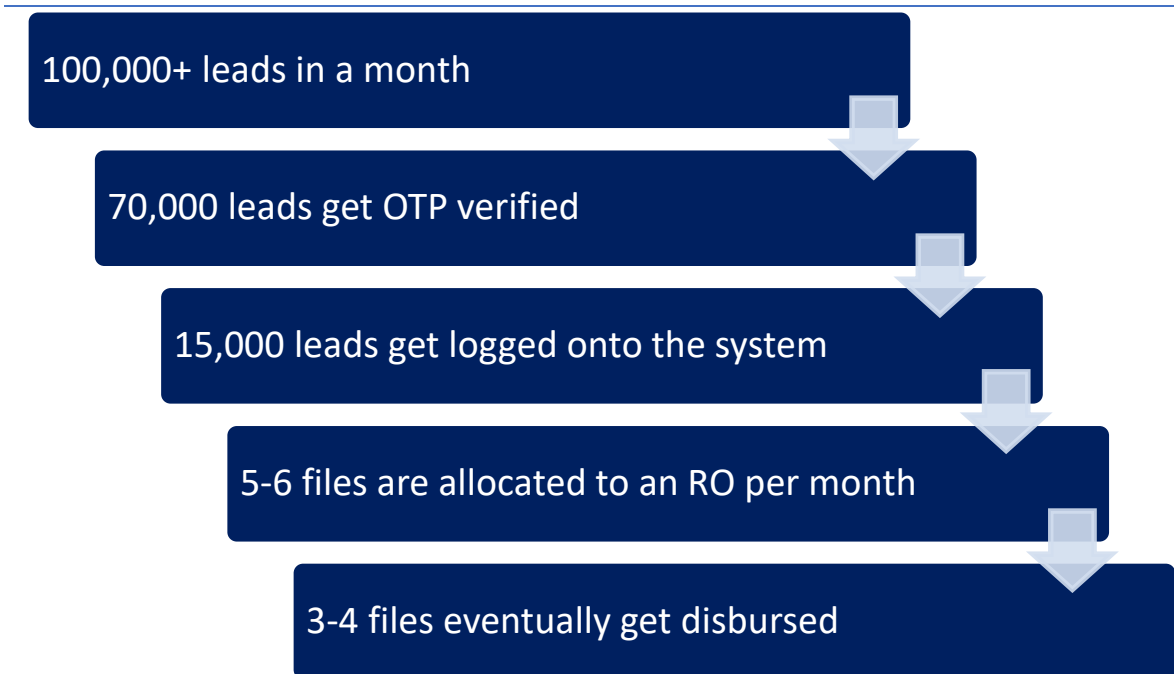 100,000+ leads in a month
70,000 leads get OTP verified
15,000 leads get logged onto the system
5-6 files are allocated to an RO per month
3-4 files eventually get disbursed